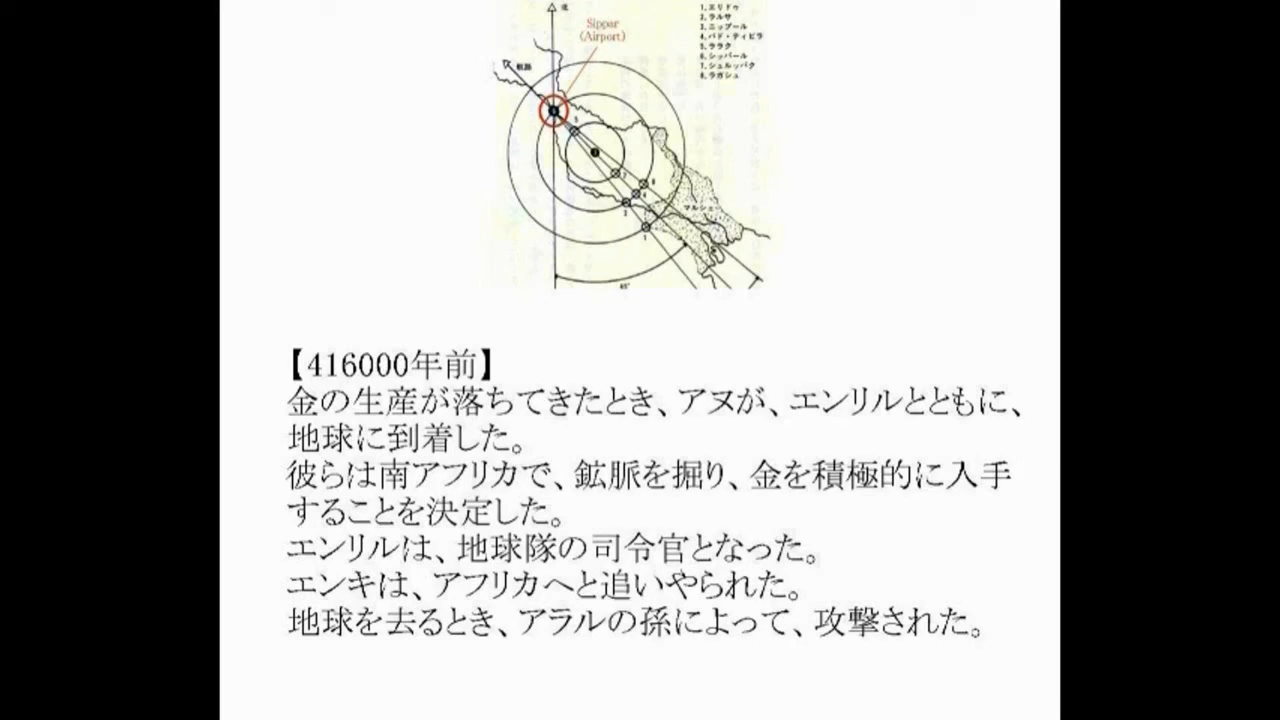 北
Sippar
(Airport)
1.エリドゥ
2.ラルサ
3.ニップール
4.バド・ティビラ
5.ララク
6.シッパール
7.シュルッパク
8.ラガシュ
航路
マルシュー
45°
【416000年前】
金の生産が落ちてきたとき、アヌが、エンリルとともに、
地球に到着した。
彼らは南アフリカで、鉱脈を掘り、金を積極的に入手
することを決定した。
エンリルは、地球隊の司令官となった。
エンキは、アフリカへと追いやられた。
地球を去るとき、アラルの孫によって、攻撃された。